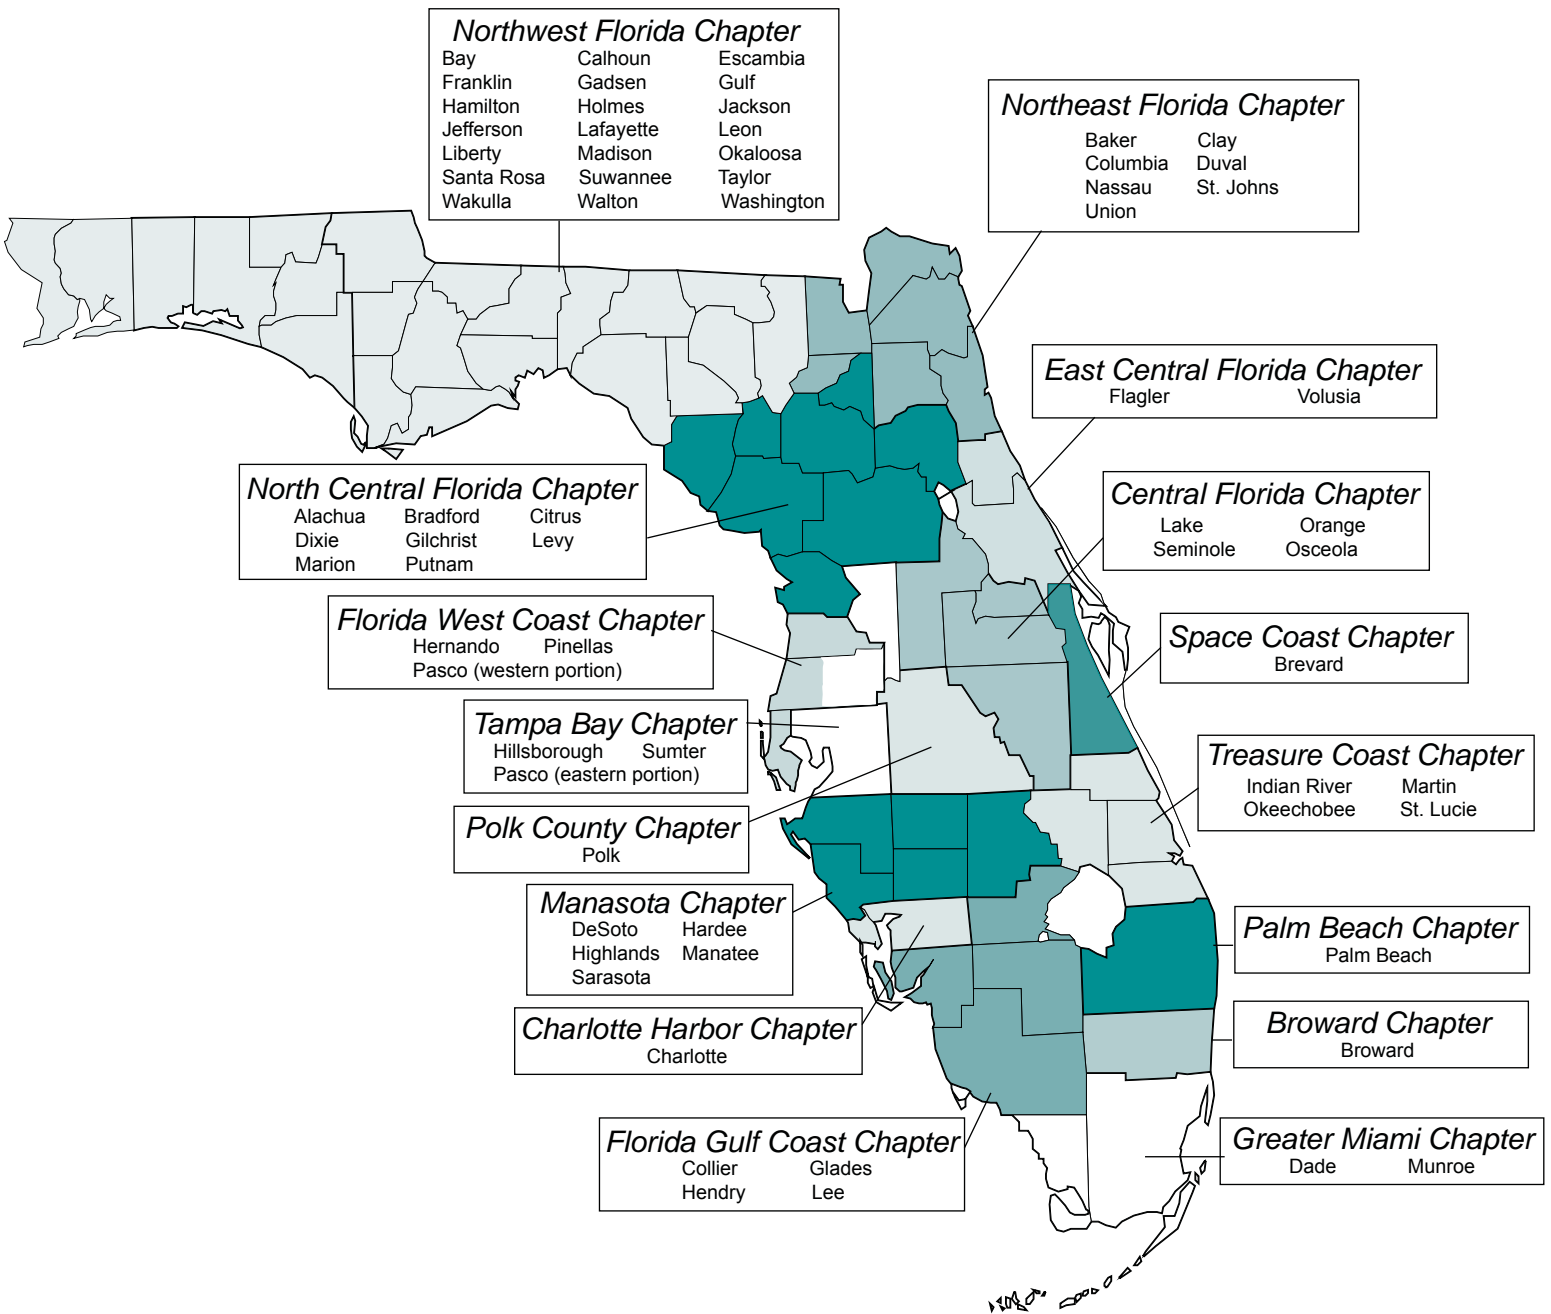 Northwest Florida Chapter
Bay Calhoun Escambia
Franklin Gadsen Gulf
Hamilton Holmes Jackson
Jefferson Lafayette Leon
Liberty Madison Okaloosa
Santa Rosa Suwannee Taylor
Wakulla Walton Washington
Northeast Florida Chapter
Baker Clay
Columbia Duval
Nassau St. Johns
Union
East Central Florida Chapter
Flagler Volusia
North Central Florida Chapter
Alachua Bradford Citrus
Dixie Gilchrist Levy
Marion Putnam
Central Florida Chapter
Lake Orange
Seminole Osceola
Florida West Coast Chapter
Hernando Pinellas
Pasco (western portion)
Space Coast Chapter
Brevard
Tampa Bay Chapter
Hillsborough Sumter
Pasco (eastern portion)
Treasure Coast Chapter
Indian River Martin
Okeechobee St. Lucie
Polk County Chapter
Polk
Manasota Chapter
DeSoto Hardee
Highlands Manatee
Sarasota
Palm Beach Chapter
Palm Beach
Charlotte Harbor Chapter
Charlotte
Broward Chapter
Broward
Florida Gulf Coast Chapter
Collier Glades
Hendry Lee
Greater Miami Chapter
Dade Munroe